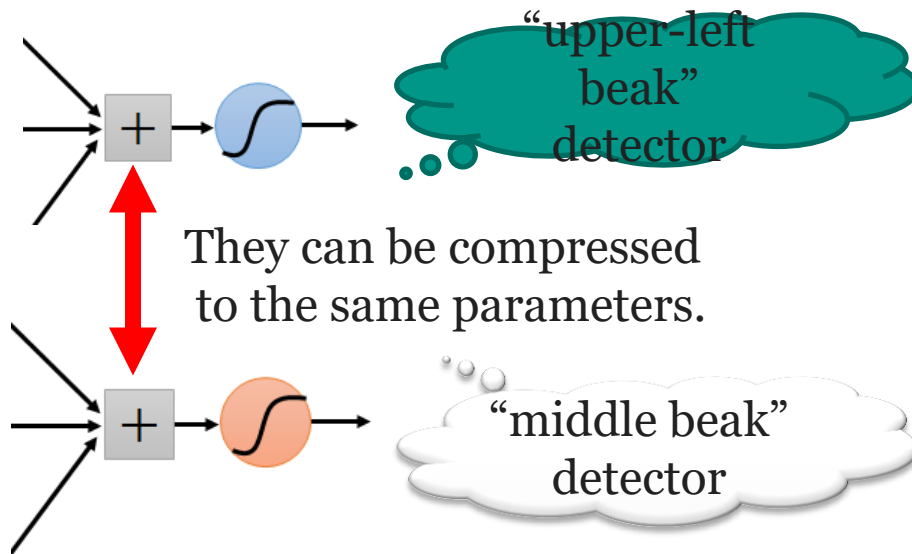 “upper-left
beak”
detector
+
They can be compressed
to the same parameters.
+
“middle beak”
detector